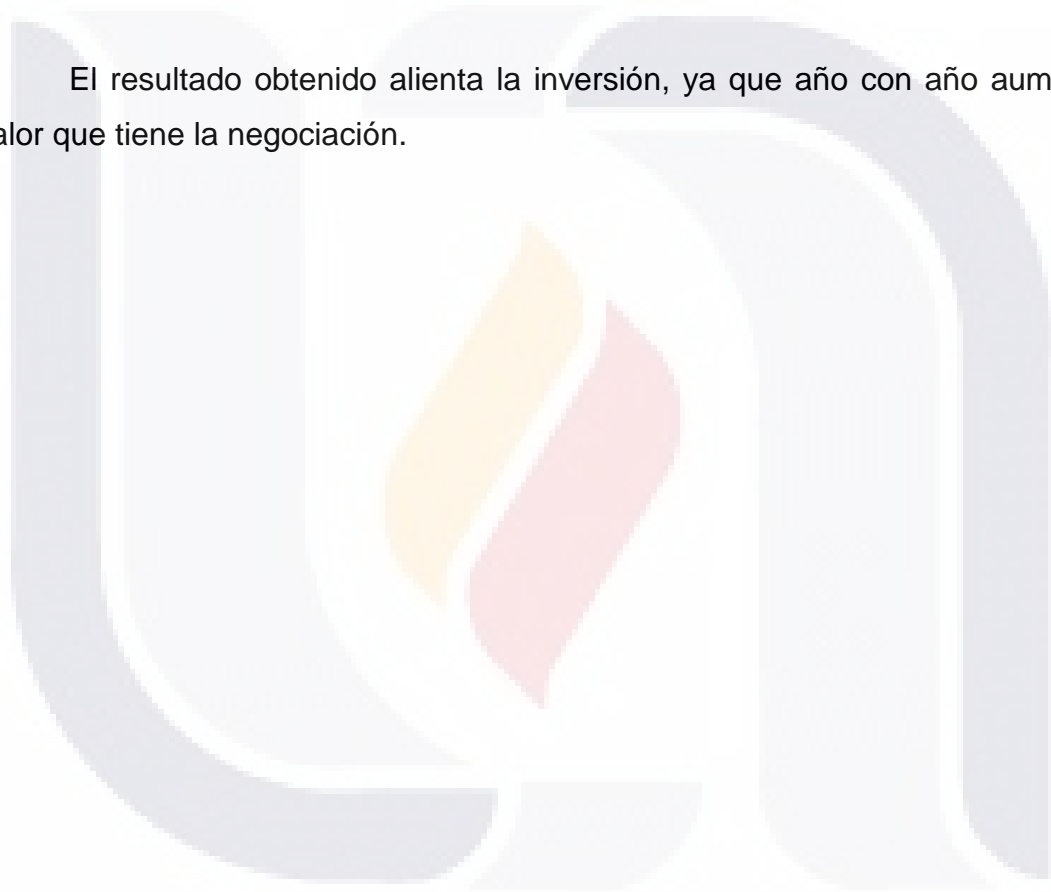 El resultado obtenido alienta la inversión, ya que año con año aum
alor que tiene la negociación.